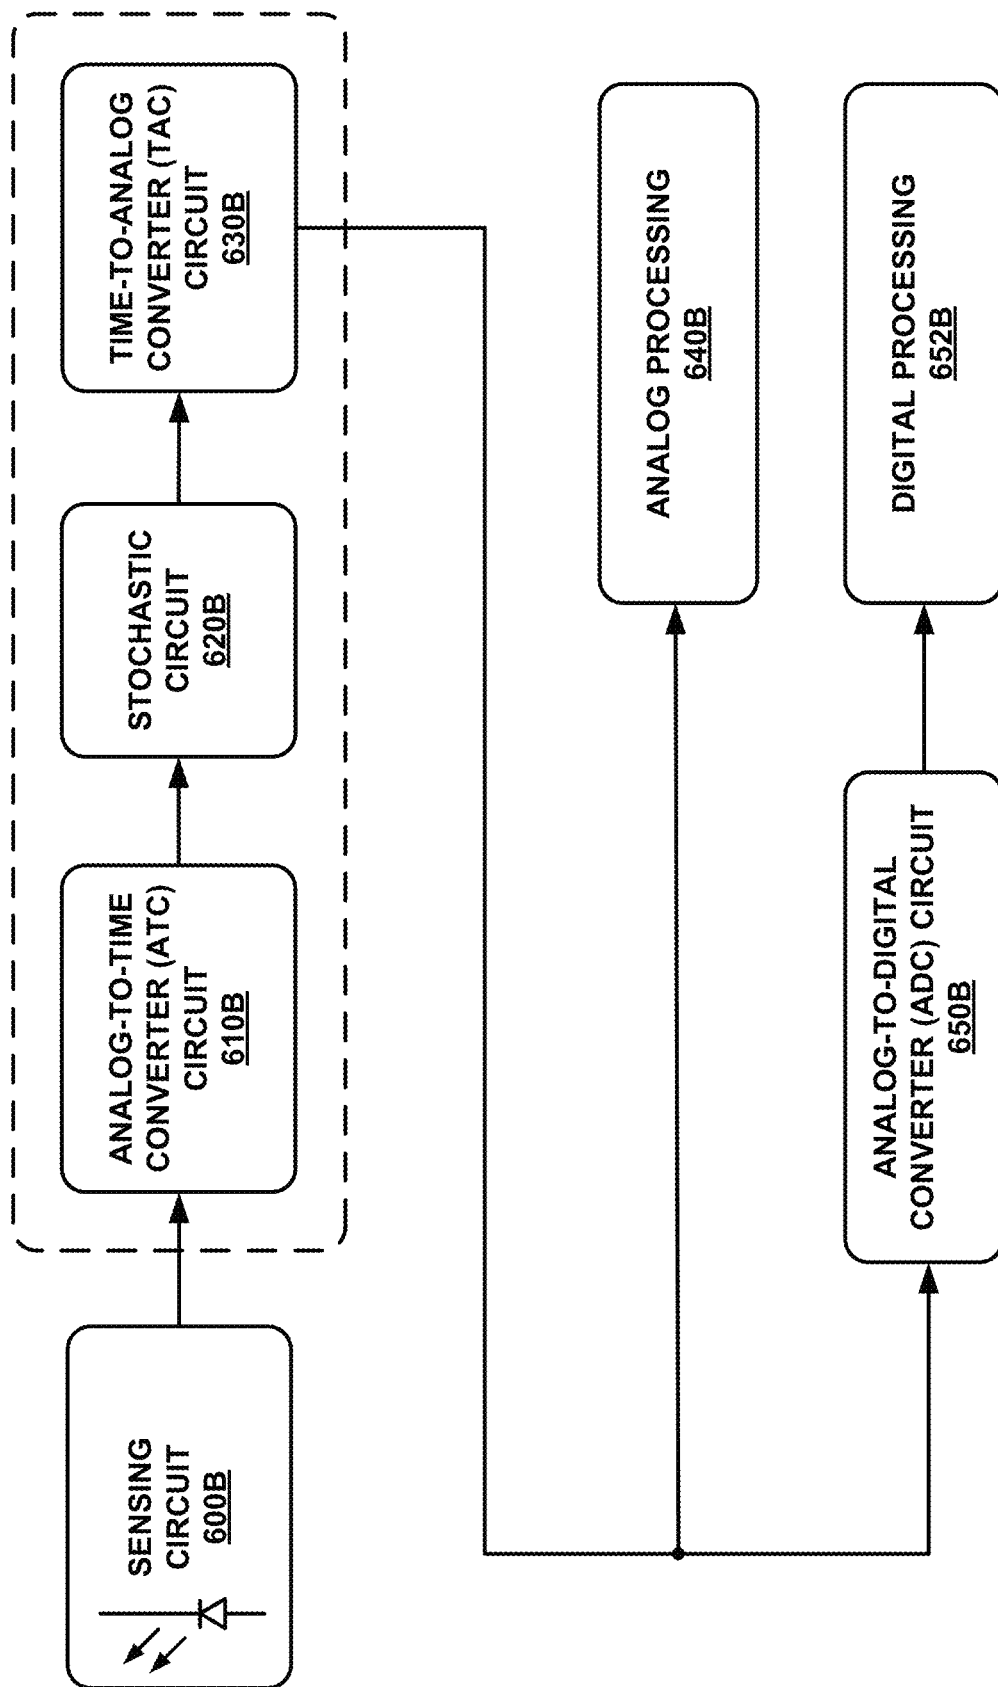 SENSING
CIRCUIT
600B
ANALOG-TO-TIME
CONVERTER (ATC)
CIRCUIT
610B
STOCHASTIC
CIRCUIT
620B
TIME-TO-ANALOG
CONVERTER (TAC)
CIRCUIT
630B
ANALOG PROCESSING
640B
ANALOG-TO-DIGITAL
CONVERTER (ADC) CIRCUIT
650B
DIGITAL PROCESSING
652B